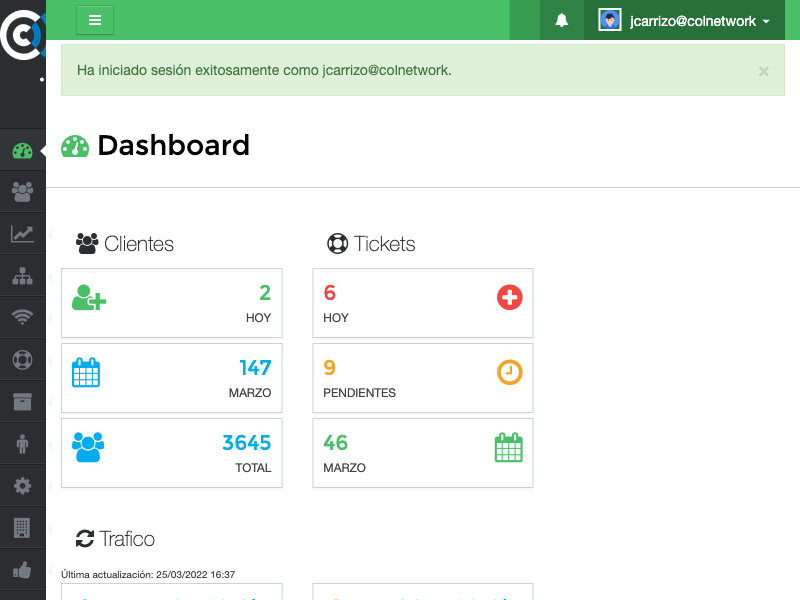 jcarrizo@colnetwork
Ha iniciado sesión exitosamente como jcarrizo@colnetwork.
×
Dashboard
Clientes
Tickets
2
HOY
6
HOY
147
MARZO
9
PENDIENTES
3645
TOTAL
46
MARZO
Trafico
Última actualización: 25/03/2022 16:37